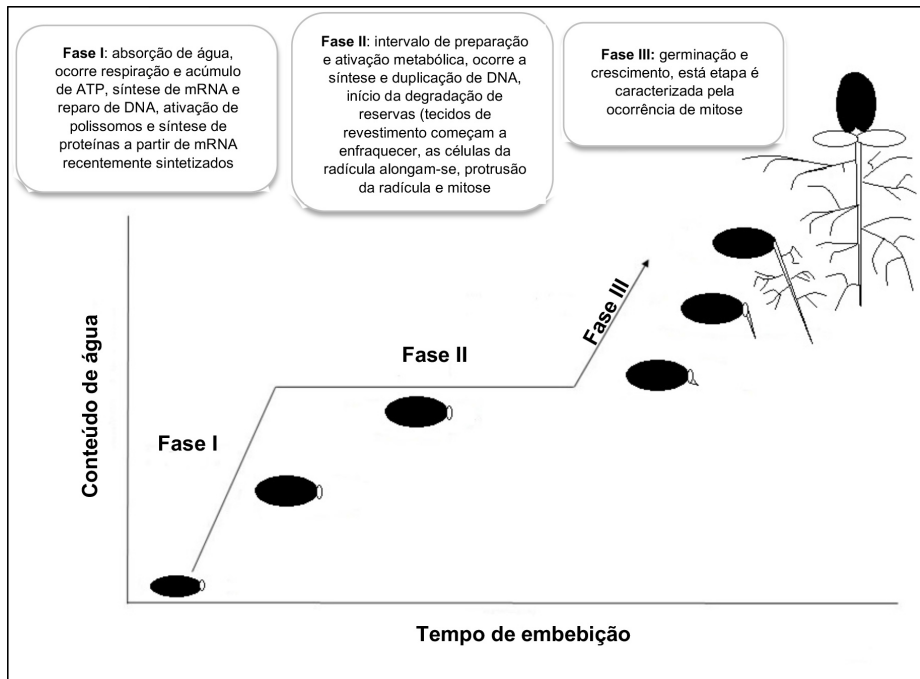 Fase I: absorção de água,
ocorre respiração e acúmulo
de ATP, síntese de mRNA e
reparo de DNA, ativação de
polissomos e síntese de
proteínas a partir de mRNA
recentemente sintetizados
Fase II: intervalo de preparação
e ativação metabólica, ocorre a
síntese e duplicação de DNA,
início da degradação de
reservas (tecidos de
revestimento começam a
enfraquecer, as células da
radícula alongam-se, protrusão
da radícula e mitose
Fase III: germinação e
crescimento, está etapa é
caracterizada pela
ocorrência de mitose
Conteúdo de água
Fase I
Fase II
Fase III
Tempo de embebição